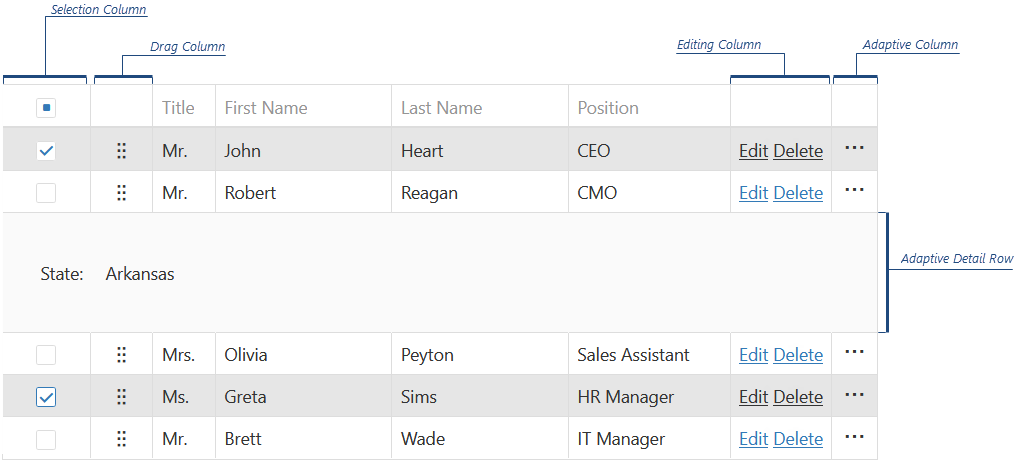 Selection Column
Drag Column
Editing Column
Adaptive Column
Title First Name Last Name Position
Mr. John Heart CEO Edit Delete ...
Mr. Robert Reagan CMO Edit Delete ...
State: Arkansas
Adaptive Detail Row
Mrs. Olivia Peyton Sales Assistant Edit Delete ...
Ms. Greta Sims HR Manager Edit Delete ...
Mr. Brett Wade IT Manager Edit Delete ...